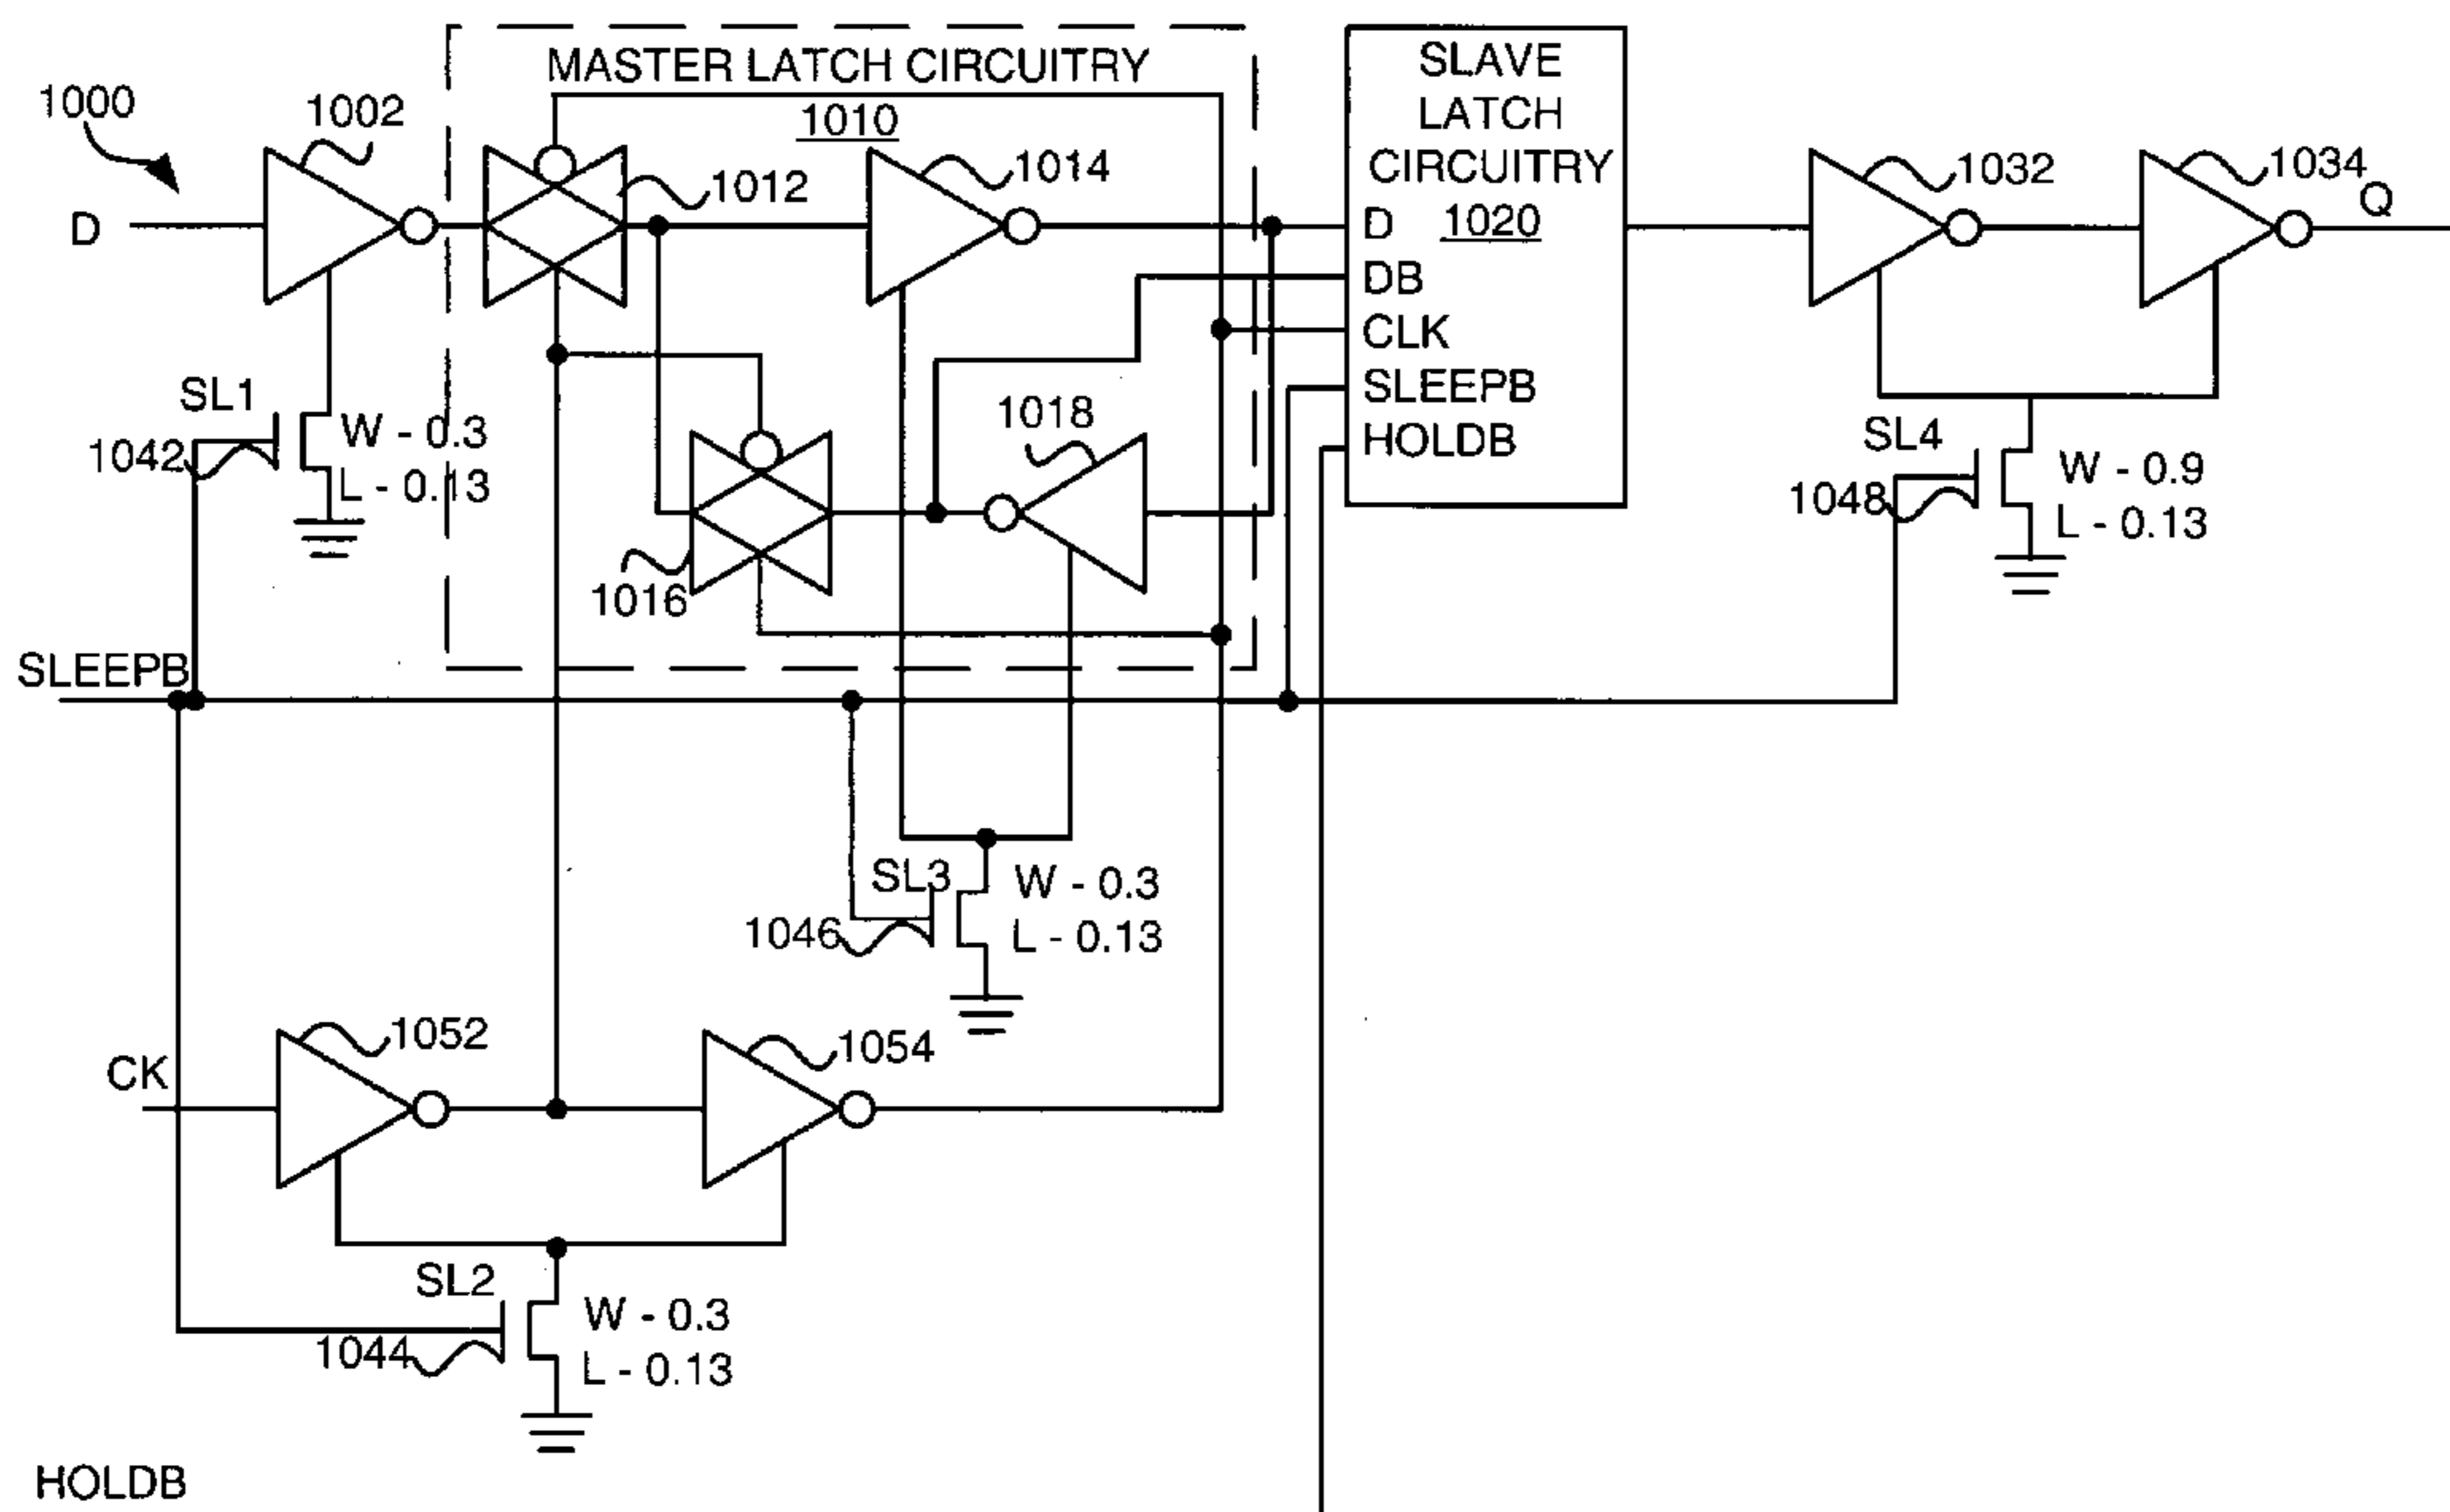 MASTER LATCH CIRCUITRY
1010
1000
1002
1012
1014
D
SLAVE
LATCH
CIRCUITRY
1020
D
DB
CLK
SLEEPB
HOLDB
1032
1034
Q
SL1
1042
W - 0.3
L - 0.13
1016
1018
SL4
1048
W - 0.9
L - 0.13
SLEEPB
SL3
1046
W - 0.3
L - 0.13
CK
1052
1054
SL2
1044
W - 0.3
L - 0.13
HOLDB